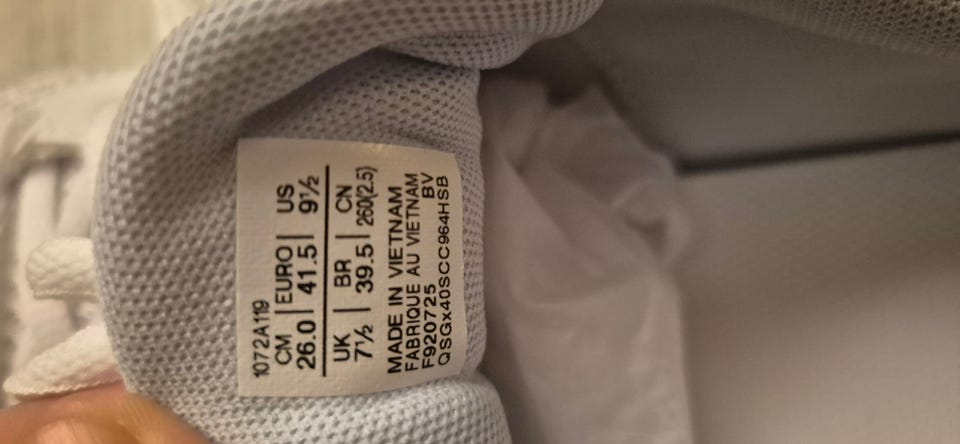 1072A119
CM | EURO | US
26.0 | 41.5 | 9½
UK | BR | CN
7½ | 39.5 | 260(2.5)
MADE IN VIETNAM
FABRIQUE AU VIETNAM
F920725 BV
QSGx40SCC964HSB